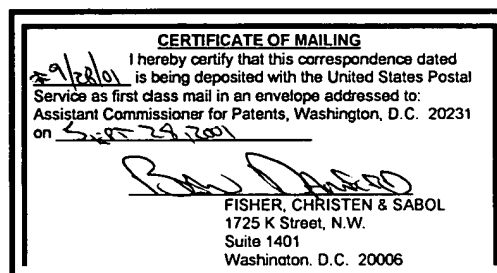 CERTIFICATE OF MAILING
I hereby certify that this correspondence dated
9/28/01 is being deposited with the United States Postal
Service as first class mail in an envelope addressed to:
Assistant Commissioner for Patents, Washington, D.C. 20231
on Sept 28, 2001
FISHER, CHRISTEN & SABOL
1725 K Street, N.W.
Suite 1401
Washington, D.C. 20006